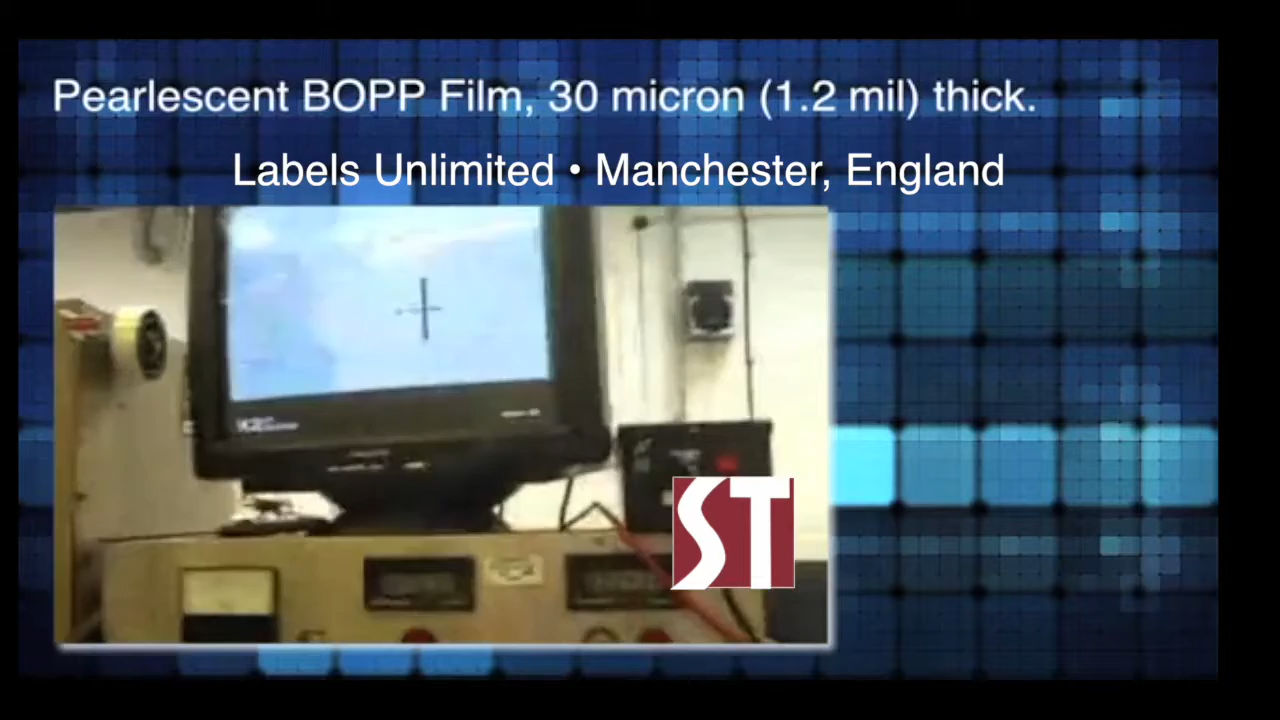 Pearlescent BOPP Film, 30 micron (1.2 mil) thick.
Labels Unlimited • Manchester, England
ST